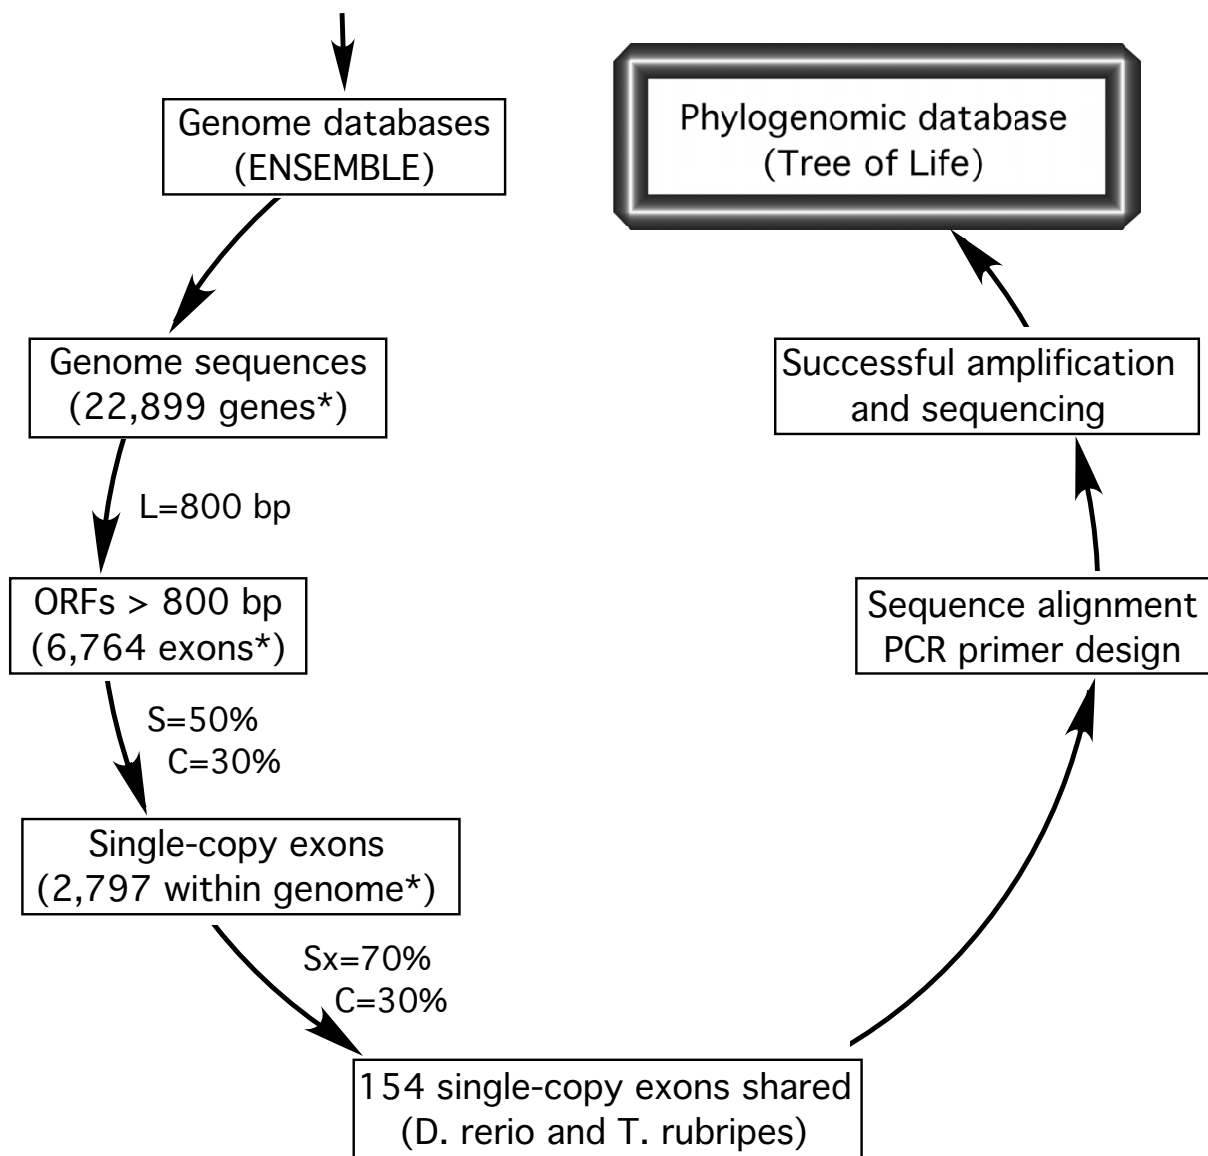 Genome databases
(ENSEMBLE)
Phylogenomic database
(Tree of Life)
Genome sequences
(22,899 genes*)
Successful amplification
and sequencing
L=800 bp
ORFs > 800 bp
(6,764 exons*)
Sequence alignment
PCR primer design
S=50%
C=30%
Single-copy exons
(2,797 within genome*)
Sx=70%
C=30%
154 single-copy exons shared
(D. rerio and T. rubripes)